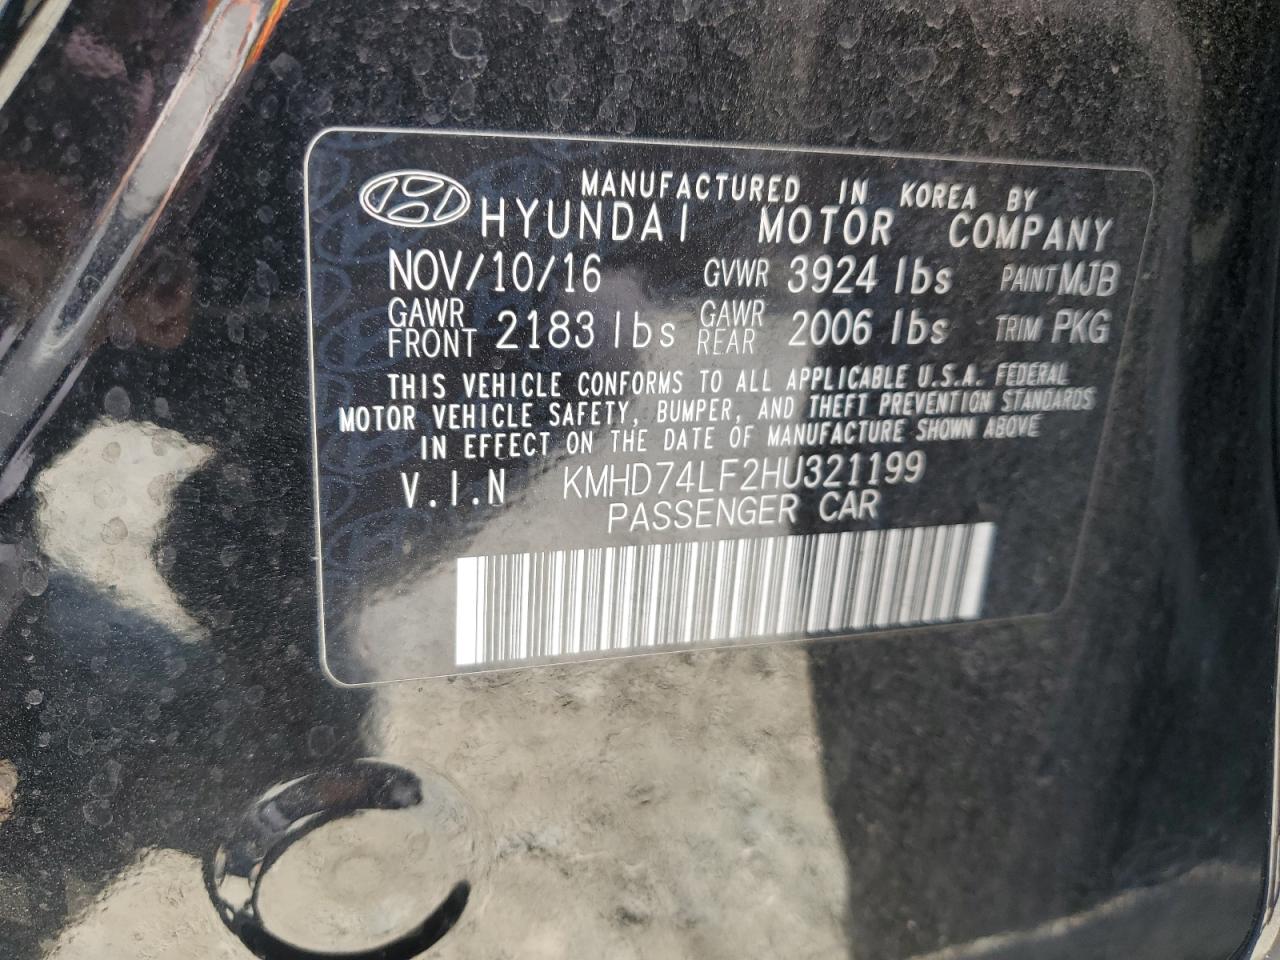 MANUFACTURED IN KOREA BY
HYUNDAI MOTOR COMPANY
NOV/10/16 GVWR 3924 lbs PAINT MJB
GAWR FRONT 2183 lbs GAWR REAR 2006 lbs TRIM PKG
THIS VEHICLE CONFORMS TO ALL APPLICABLE U.S.A. FEDERAL
MOTOR VEHICLE SAFETY, BUMPER, AND THEFT PREVENTION STANDARDS
IN EFFECT ON THE DATE OF MANUFACTURE SHOWN ABOVE
V.I.N KMHD74LF2HU321199
PASSENGER CAR